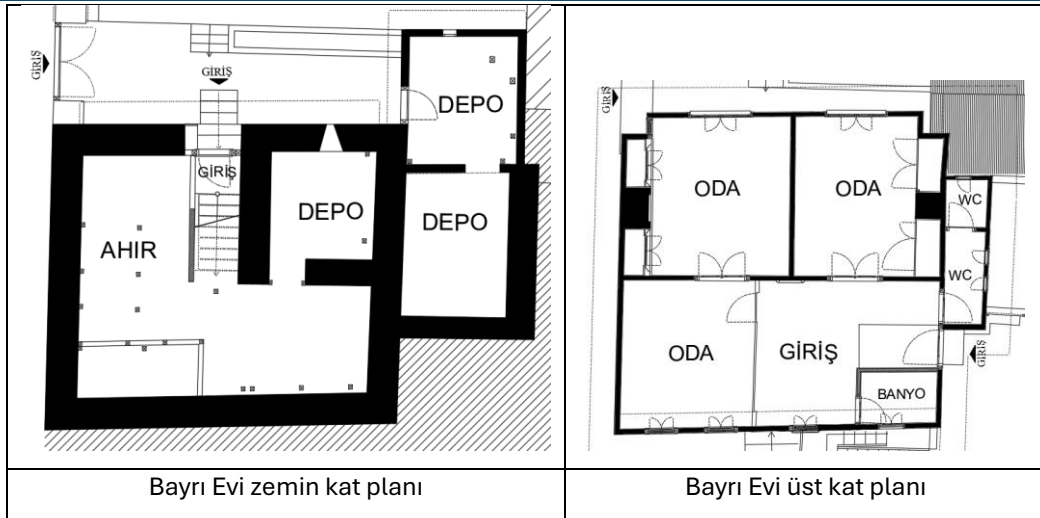 GİRİŞ
GİRİŞ
DEPO
GİRİŞ
DEPO
DEPO
AHIR
GİRİŞ
ODA
ODA
WC
WC
ODA
GİRİŞ
GİRİŞ
BANYO
Bayrı Evi zemin kat planı
Bayrı Evi üst kat planı